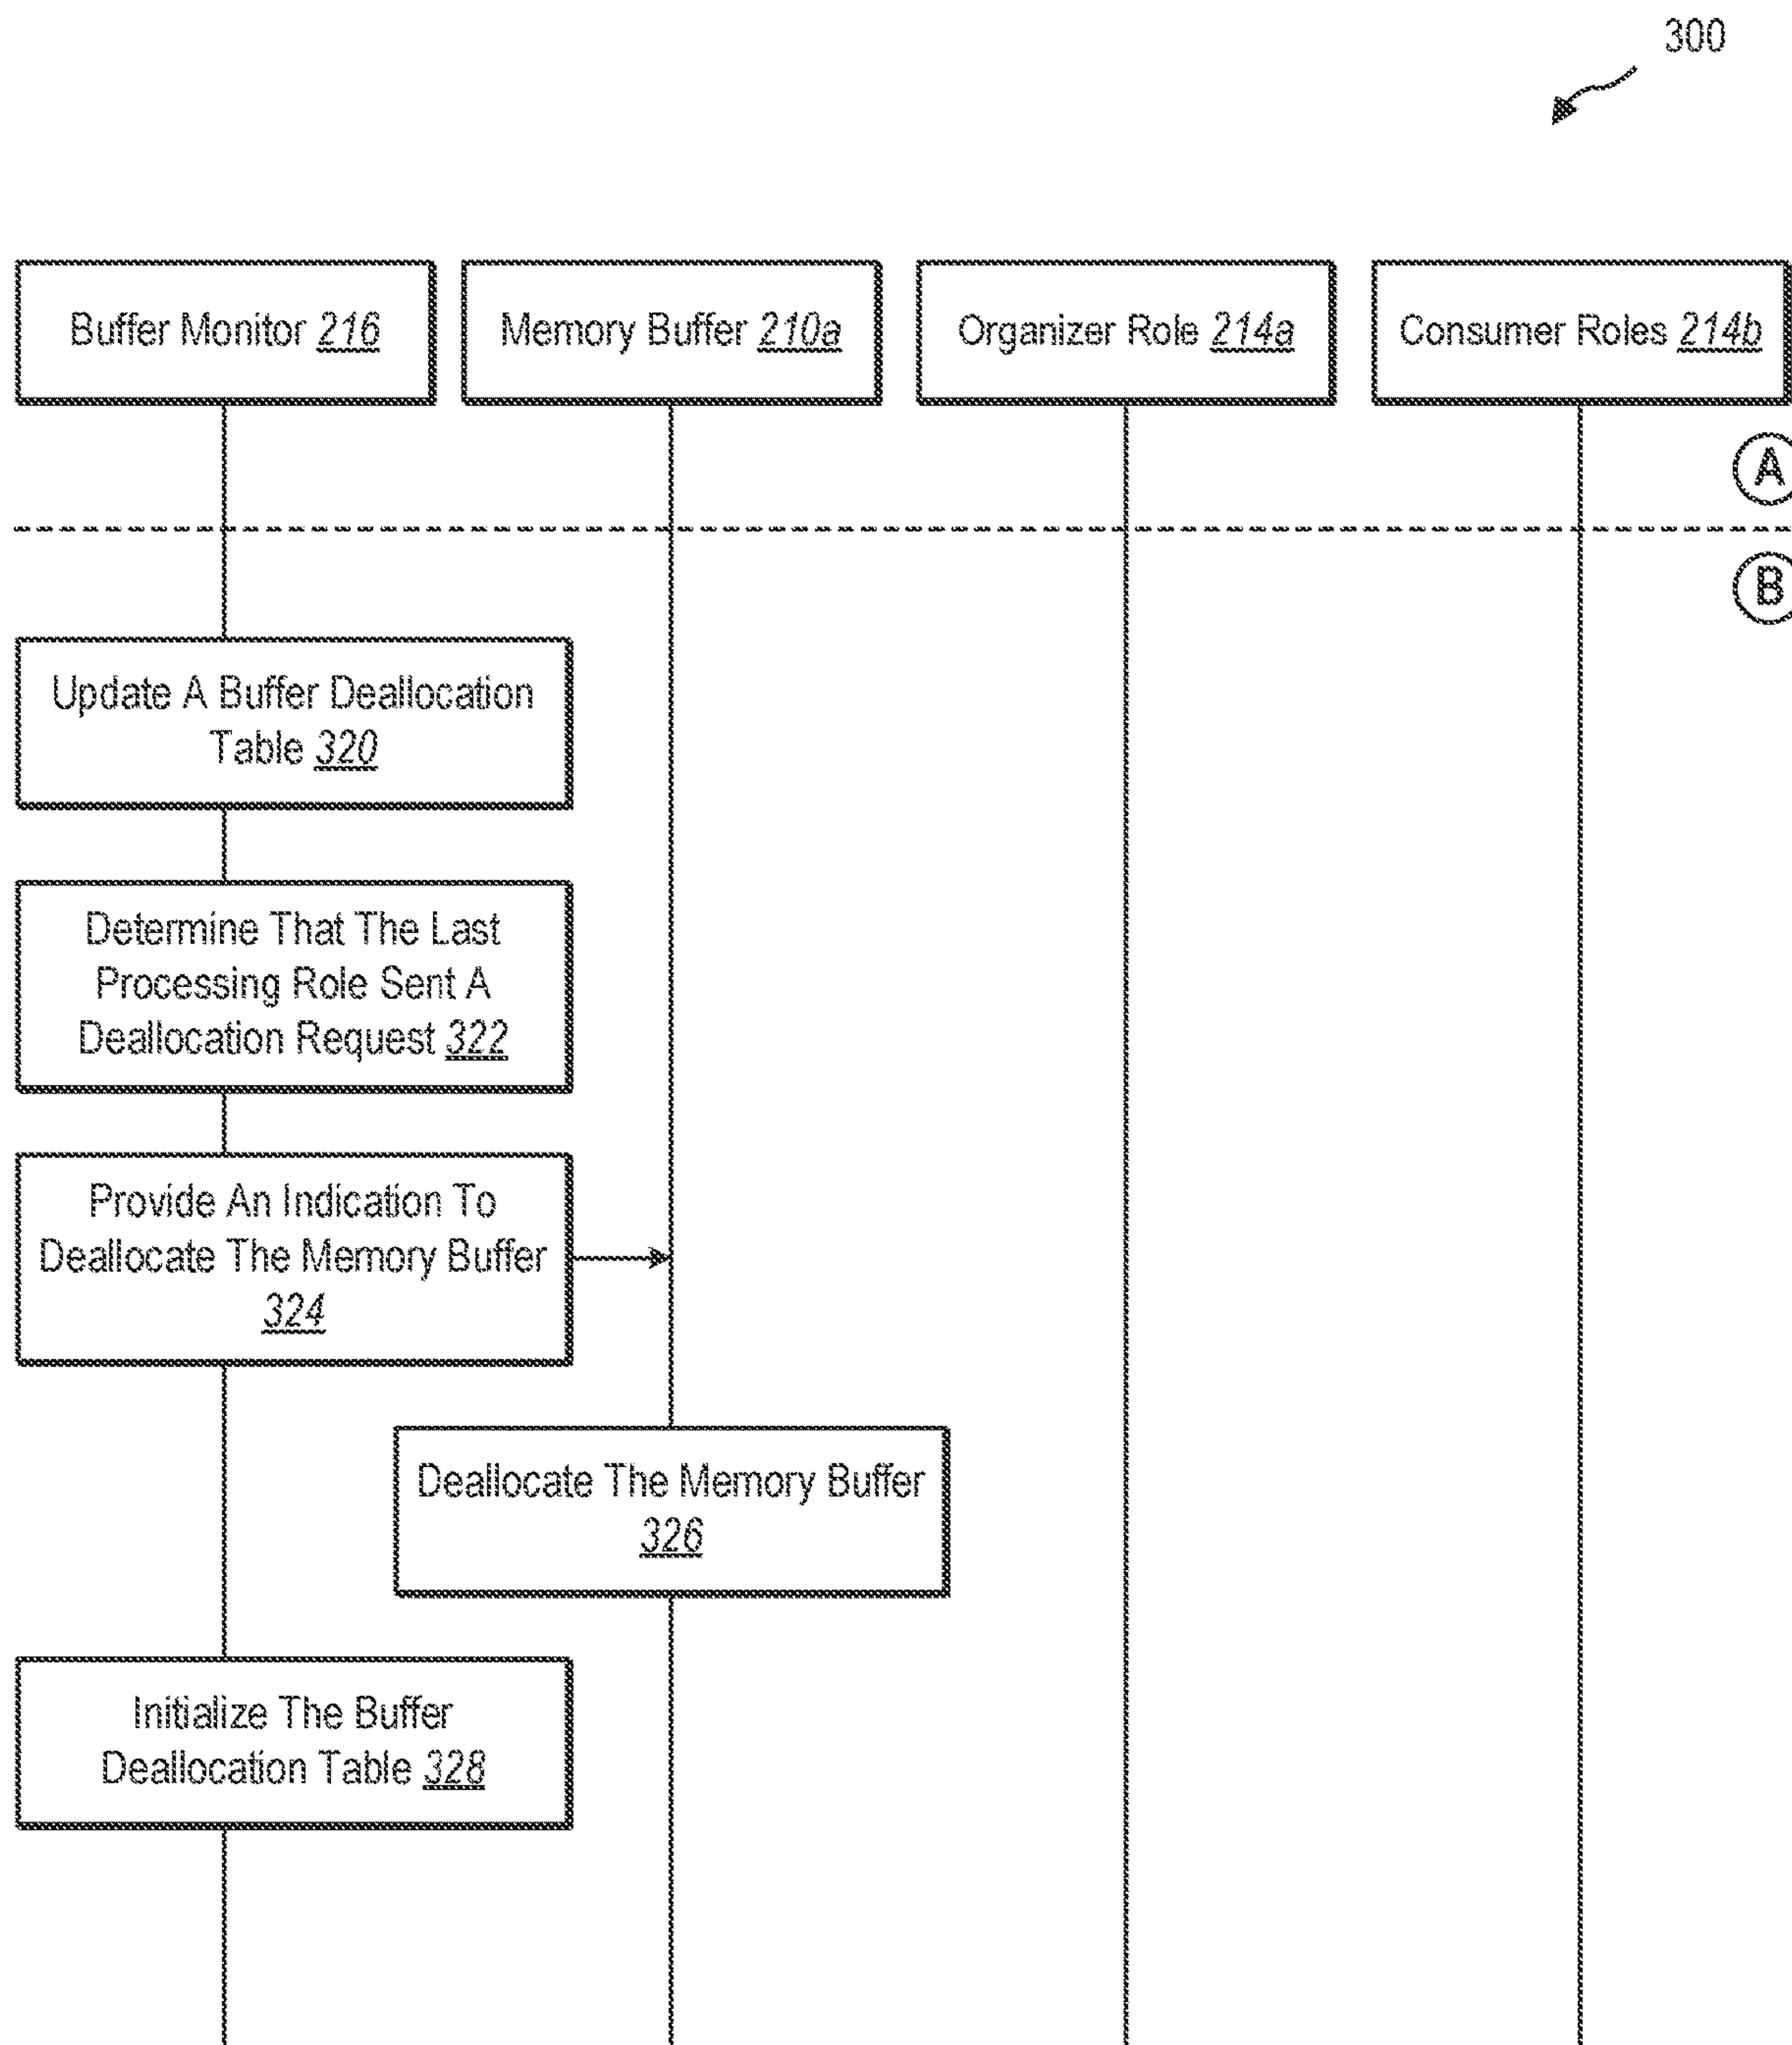 300
Buffer Monitor 216
Memory Buffer 210a
Organizer Role 214a
Consumer Roles 214b
A
B
Update A Buffer Deallocation
Table 320
Determine That The Last
Processing Role Sent A
Deallocation Request 322
Provide An Indication To
Deallocate The Memory Buffer
324
Deallocate The Memory Buffer
326
Initialize The Buffer
Deallocation Table 328